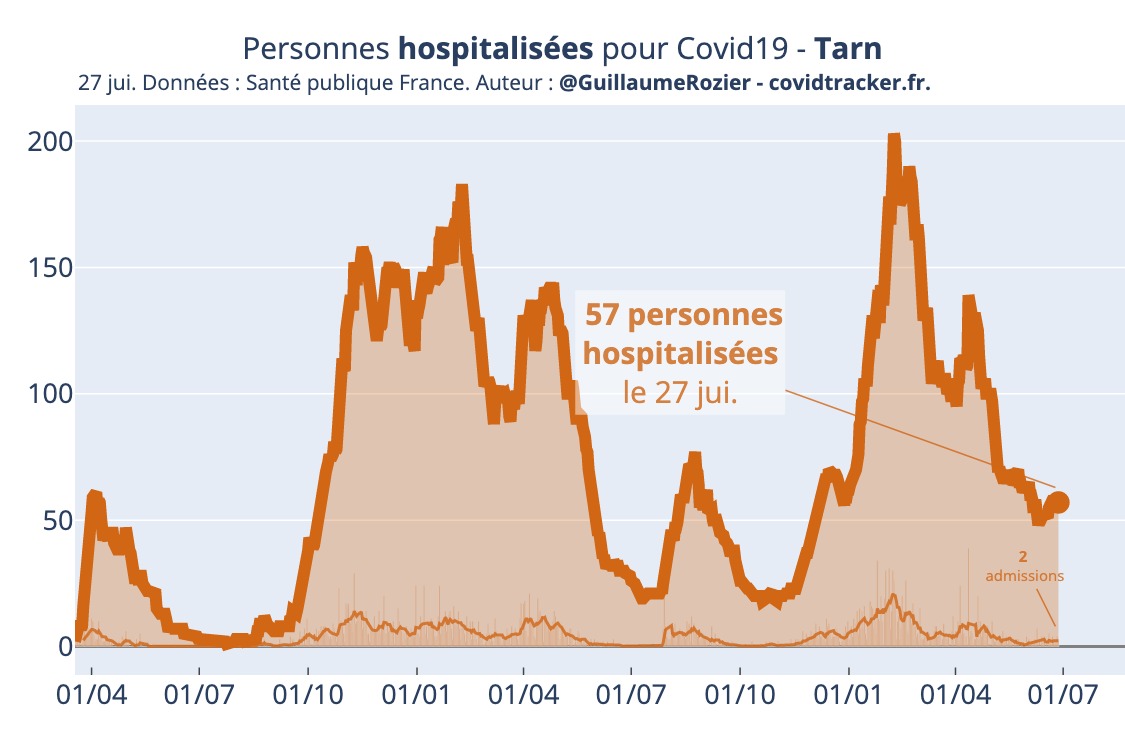 Personnes hospitalisées pour Covid19 - Tarn
27 jui. Données : Santé publique France. Auteur : @GuillaumeRozier - covidtracker.fr.
200
150
57 personnes
hospitalisées
le 27 jui.
100
50
2
admissions
0
01/04 01/07 01/10 01/01 01/04 01/07 01/10 01/01 01/04 01/07